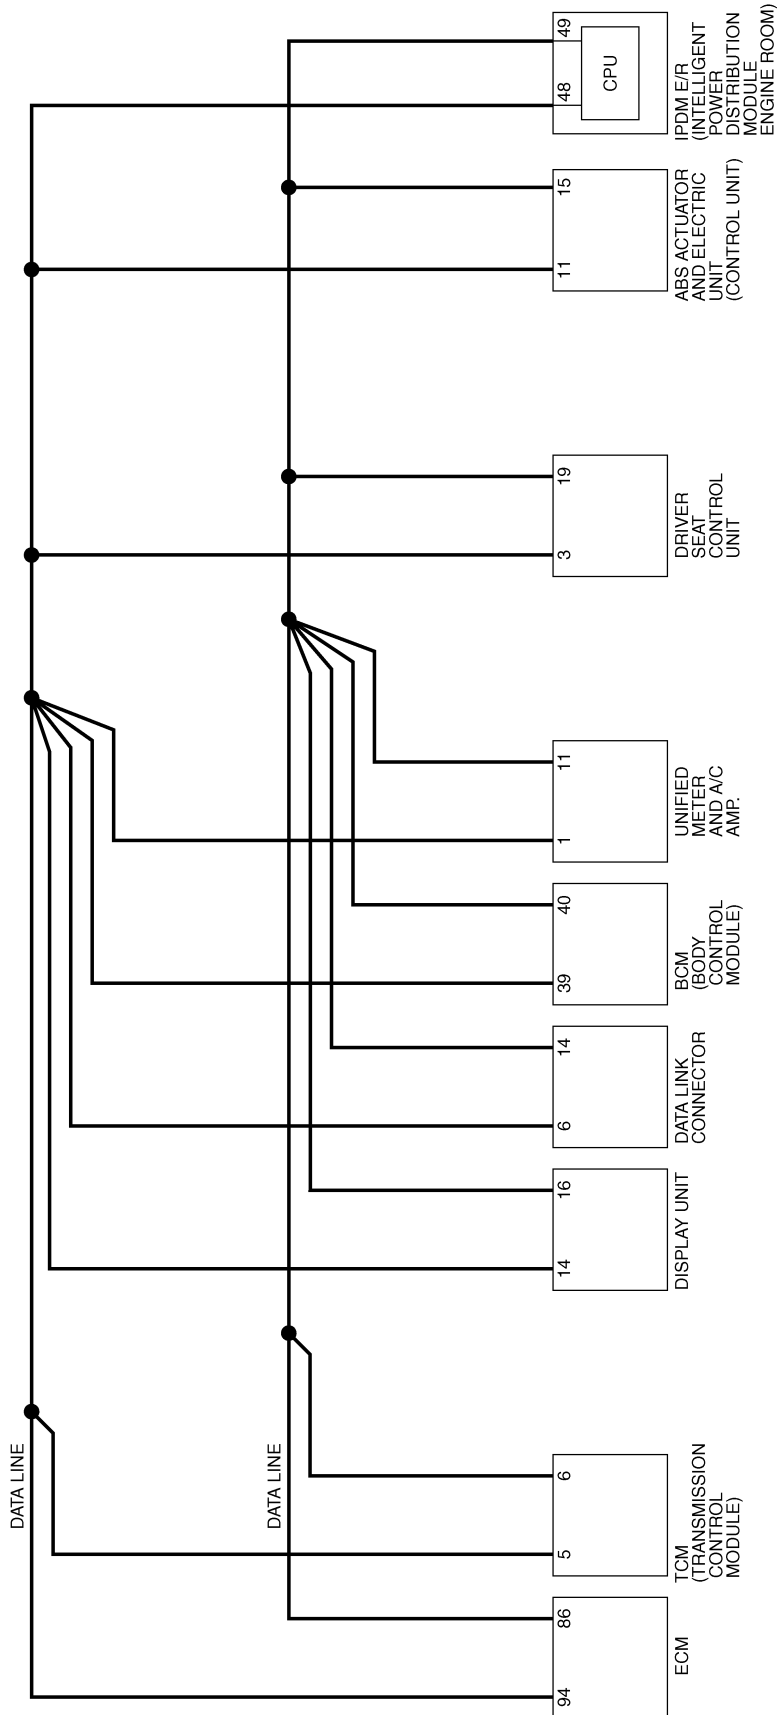 DATA LINE
DATA LINE
94
86
5
6
14
16
6
14
39
40
1
11
3
19
11
15
48
49
CPU
ECM
TCM
(TRANSMISSION
CONTROL
MODULE)
DISPLAY UNIT
DATA LINK
CONNECTOR
BCM
(BODY
CONTROL
MODULE)
UNIFIED
METER
AND A/C
AMP.
DRIVER
SEAT
CONTROL
UNIT
ABS ACTUATOR
AND ELECTRIC
UNIT
(CONTROL UNIT)
IPDM E/R
(INTELLIGENT
POWER
DISTRIBUTION
MODULE
ENGINE ROOM)